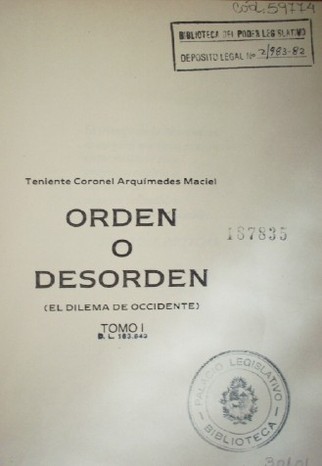 Cód. 59774
BIBLIOTECA DEL PODER LEGISLATIVO
DEPOSITO LEGAL Nº 2/983-82
Teniente Coronel Arquímedes Maciel
ORDEN
O
DESORDEN
187835
(EL DILEMA DE OCCIDENTE)
TOMO I
D. L. 183.649
PALACIO LEGISLATIVO
BIBLIOTECA